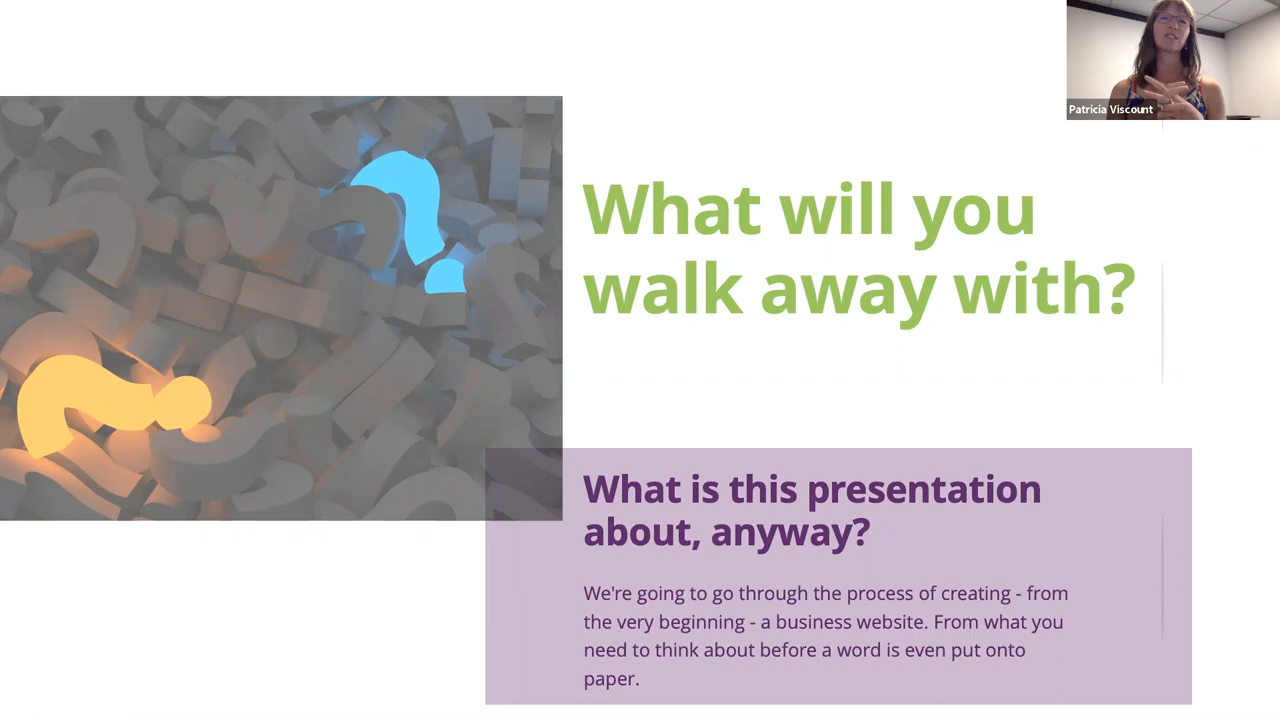 Patricia Viscount
What will you
walk away with?
What is this presentation
about, anyway?
We're going to go through the process of creating - from
the very beginning - a business website. From what you
need to think about before a word is even put onto
paper.